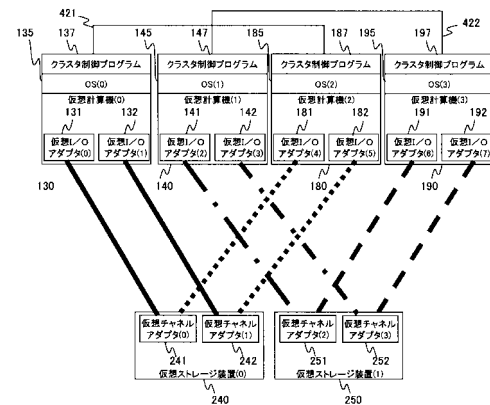 421
422
135
137
145
147
185
187
195
197
クラスタ制御プログラム
クラスタ制御プログラム
クラスタ制御プログラム
クラスタ制御プログラム
OS(0)
OS(1)
OS(2)
OS(3)
仮想計算機(0)
仮想計算機(1)
仮想計算機(2)
仮想計算機(3)
131
132
141
142
181
182
191
192
仮想I/O
アダプタ(0)
仮想I/O
アダプタ(1)
仮想I/O
アダプタ(2)
仮想I/O
アダプタ(3)
仮想I/O
アダプタ(4)
仮想I/O
アダプタ(5)
仮想I/O
アダプタ(6)
仮想I/O
アダプタ(7)
130
140
180
190
仮想チャネル
アダプタ(0)
仮想チャネル
アダプタ(1)
仮想チャネル
アダプタ(2)
仮想チャネル
アダプタ(3)
241
242
251
252
仮想ストレージ装置(0)
仮想ストレージ装置(1)
240
250